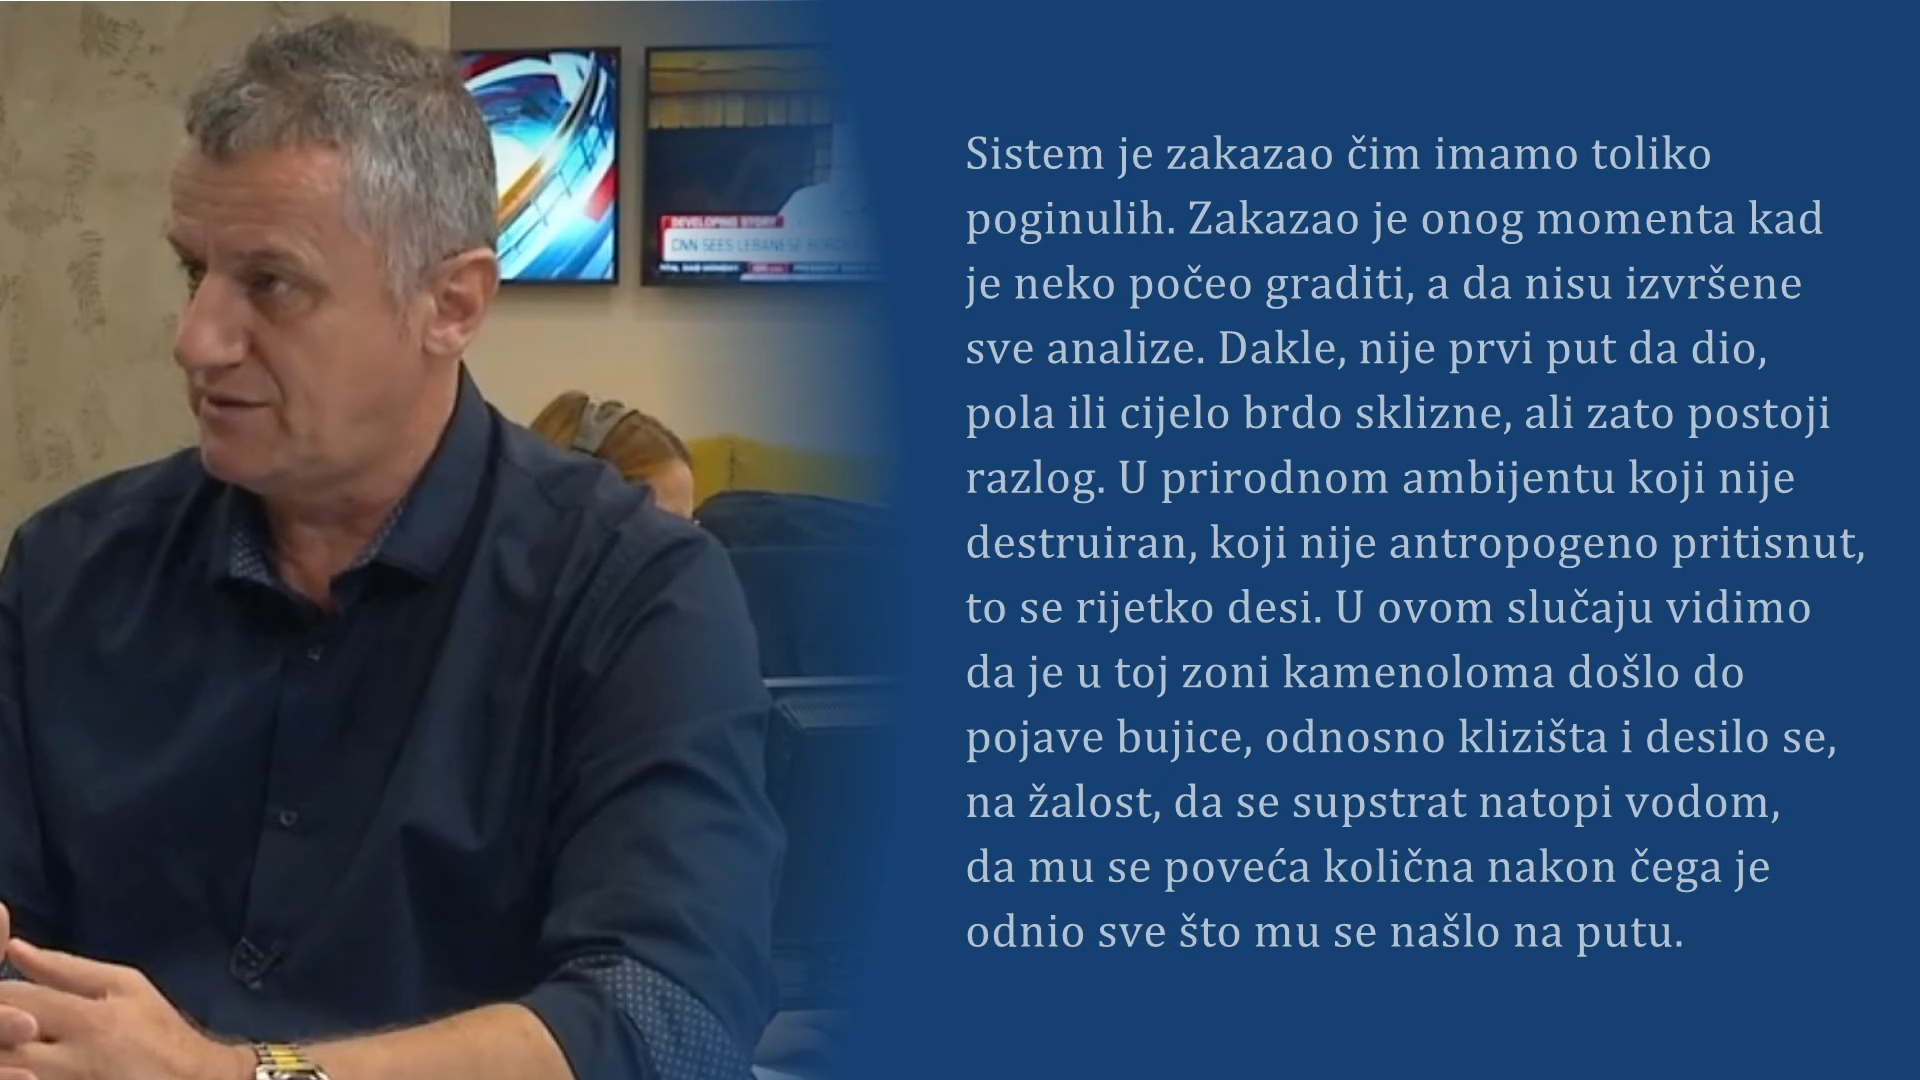 DEVELOPING STORY
CNN SEES LEBANESE BORDER
Sistem je zakazao čim imamo toliko
poginulih. Zakazao je onog momenta kad
je neko počeo graditi, a da nisu izvršene
sve analize. Dakle, nije prvi put da dio,
pola ili cijelo brdo sklizne, ali zato postoji
razlog. U prirodnom ambijentu koji nije
destruiran, koji nije antropogeno pritisnut,
to se rijetko desi. U ovom slučaju vidimo
da je u toj zoni kamenoloma došlo do
pojave bujice, odnosno klizišta i desilo se,
na žalost, da se supstrat natopi vodom,
da mu se poveća količna nakon čega je
odnio sve što mu se našlo na putu.